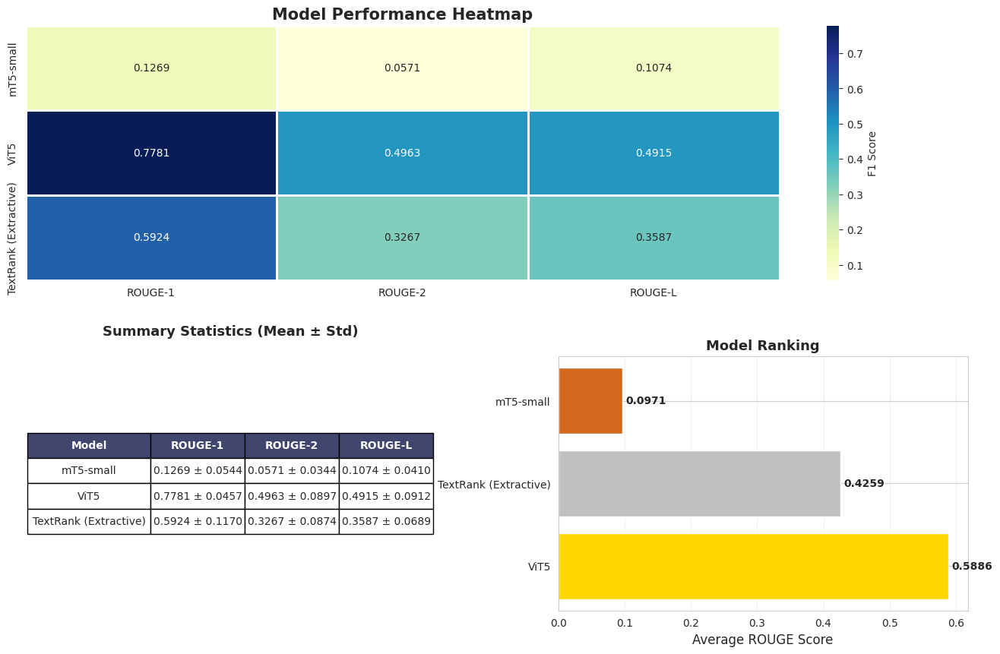 Model Performance Heatmap
mT5-small
0.1269 0.0571 0.1074
ViT5
0.7781 0.4963 0.4915
TextRank (Extractive)
0.5924 0.3267 0.3587
ROUGE-1 ROUGE-2 ROUGE-L
0.7
0.6
0.5
0.4
0.3
0.2
0.1
F1 Score
Summary Statistics (Mean ± Std)
Model ROUGE-1 ROUGE-2 ROUGE-L
mT5-small 0.1269 ± 0.0544 0.0571 ± 0.0344 0.1074 ± 0.0410
ViT5 0.7781 ± 0.0457 0.4963 ± 0.0897 0.4915 ± 0.0912
TextRank (Extractive) 0.5924 ± 0.1170 0.3267 ± 0.0874 0.3587 ± 0.0689
Model Ranking
mT5-small 0.0971
TextRank (Extractive) 0.4259
ViT5 0.5886
0.0 0.1 0.2 0.3 0.4 0.5 0.6
Average ROUGE Score